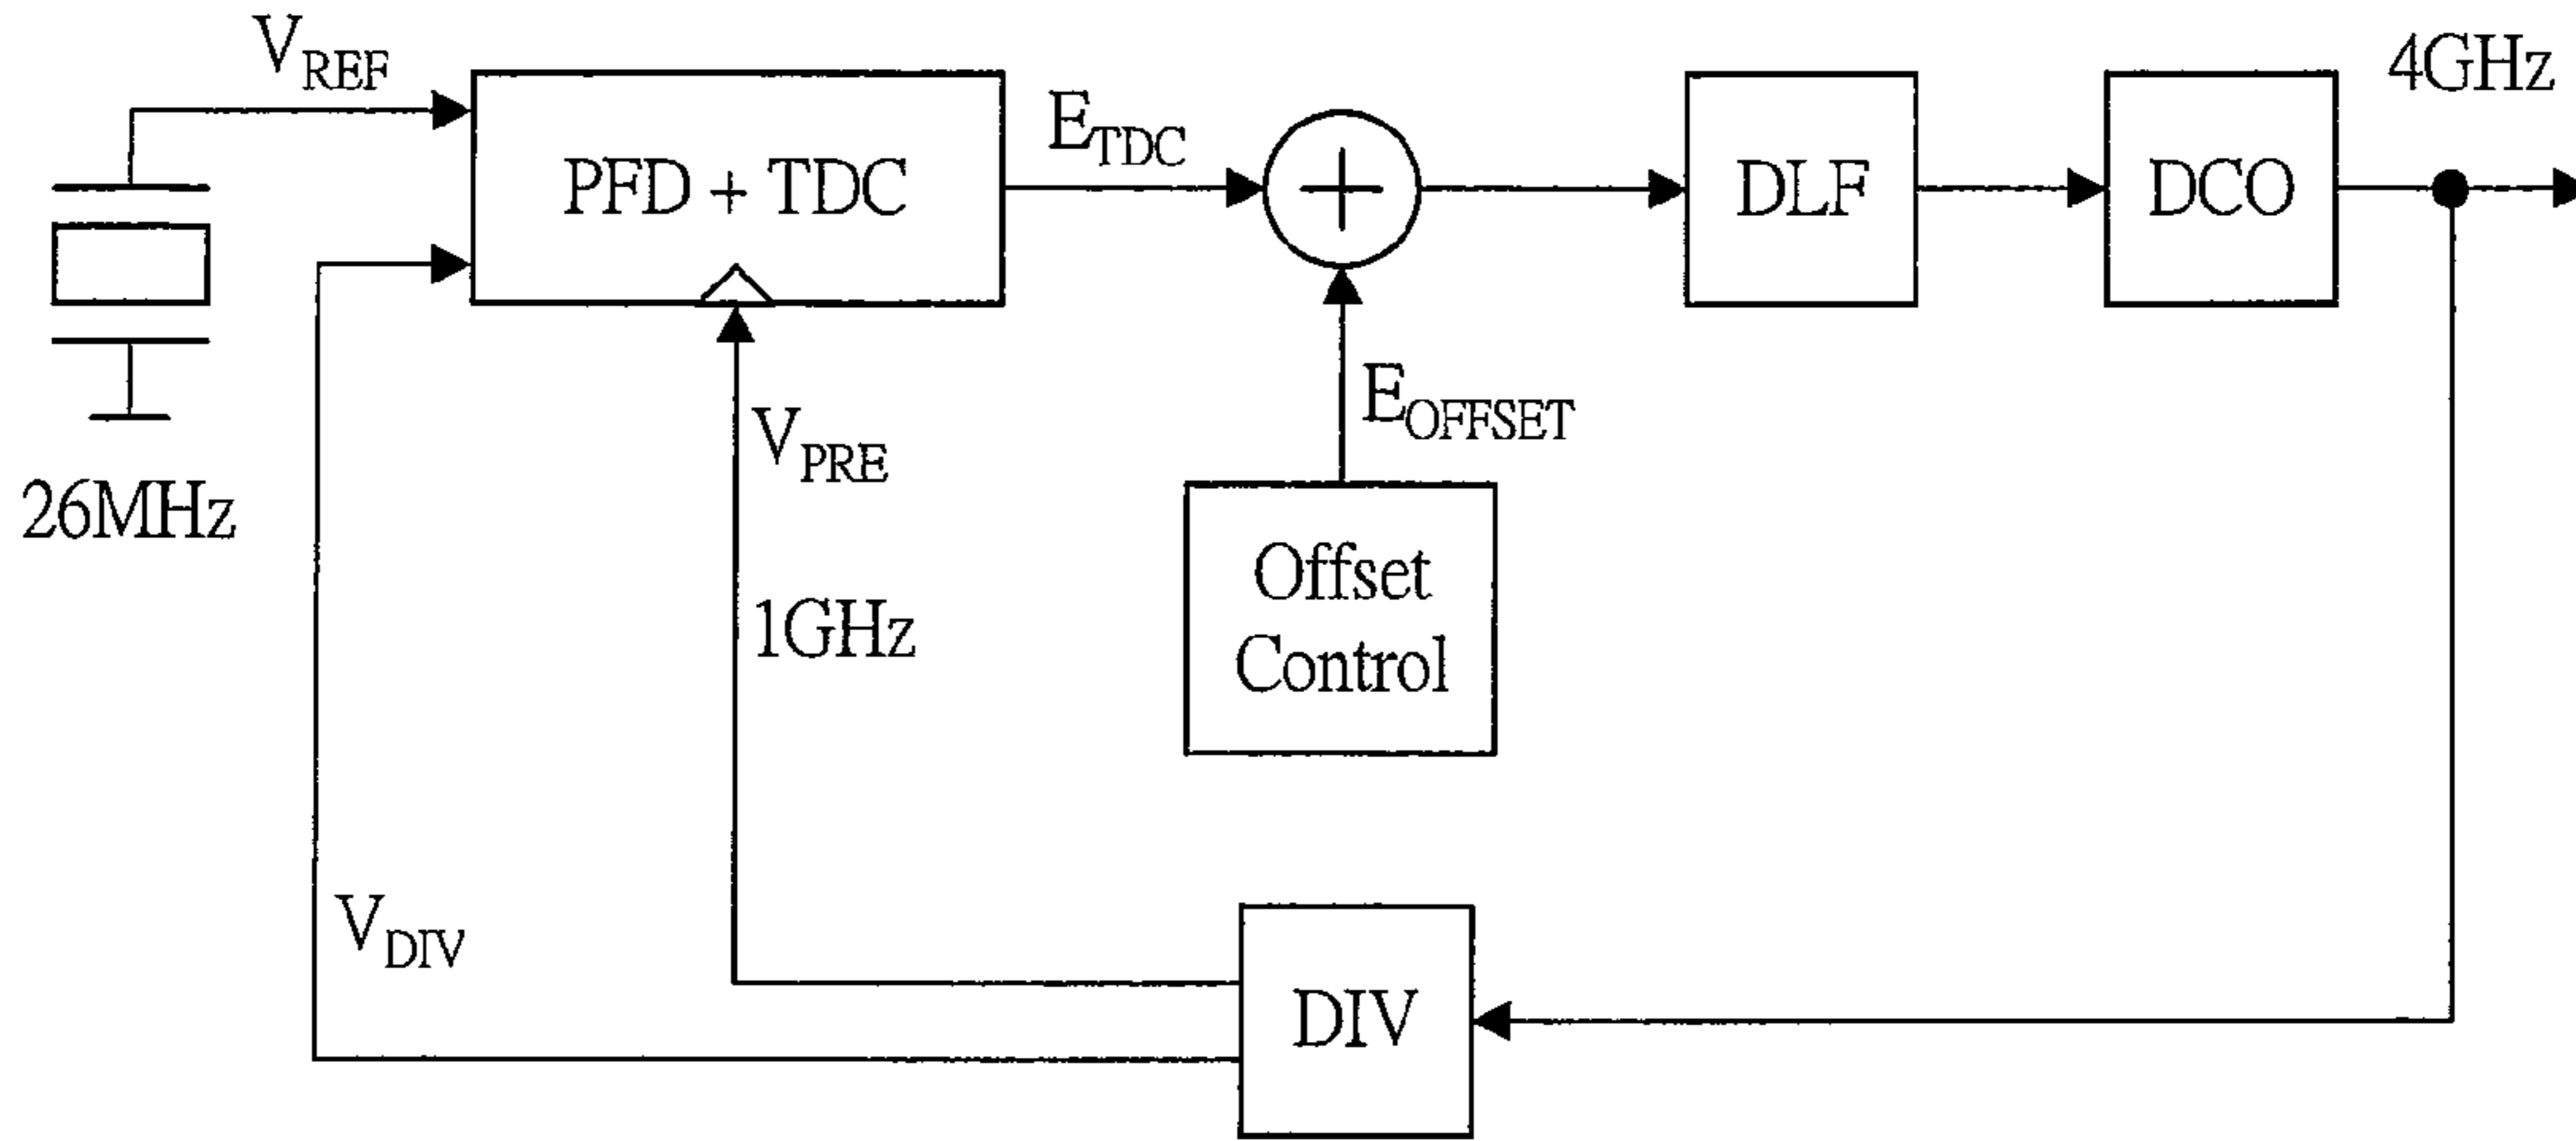 V_REF
26MHz
PFD + TDC
E_TDC
+
DLF
DCO
4GHz
V_PRE
1GHz
E_OFFSET
Offset
Control
V_DIV
DIV